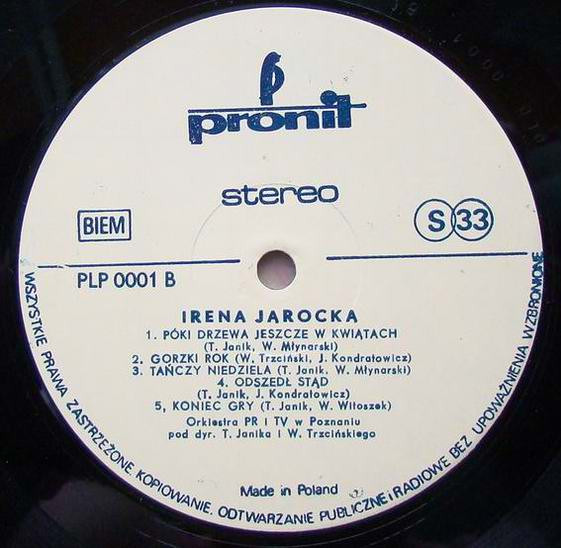 pronit
stereo
BIEM
S 33
PLP 0001 B
IRENA JAROCKA
1. PÓKI DRZEWA JESZCZE W KWIATACH
(T. Janik, W. Młynarski)
2. GORZKI ROK (W. Trzciński, J. Kondratowicz)
3. TAŃCZY NIEDZIELA (T. Janik, W. Młynarski)
4. ODSZEDŁ STĄD
(T. Janik, J. Kondratowicz)
5, KONIEC GRY (T. Janik, W. Witoszek)
Orkiestra PR i TV w Poznaniu
pod dyr. T. Janika i W. Trzcińskiego
Made in Poland
WSZYSTKIE PRAWA ZASTRZEŻONE. KOPIOWANIE. ODTWARZANIE PUBLICZNE i RADIOWE BEZ UPOWAŻNIENIA WZBRONIONE